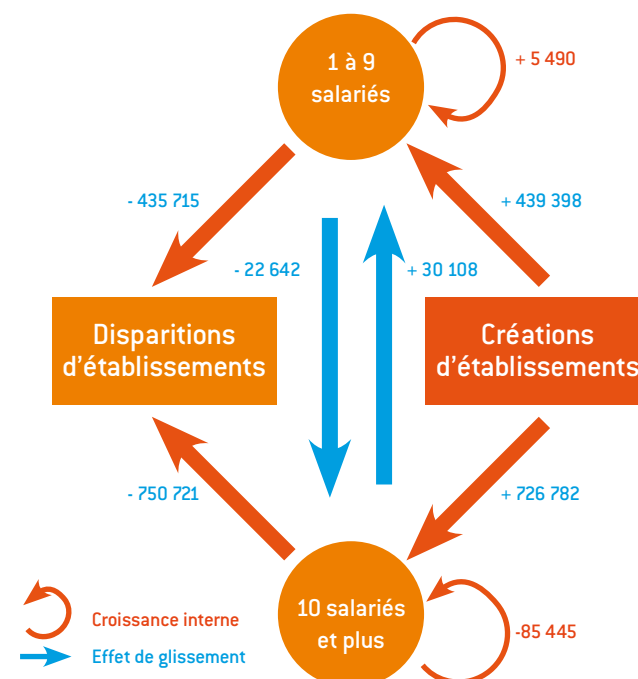 1 à 9
salariés
+ 5 490
- 435 715
+ 439 398
- 22 642
+ 30 108
Disparitions
d'établissements
Créations
d'établissements
- 750 721
+ 726 782
10 salariés
et plus
-85 445
Croissance interne
Effet de glissement